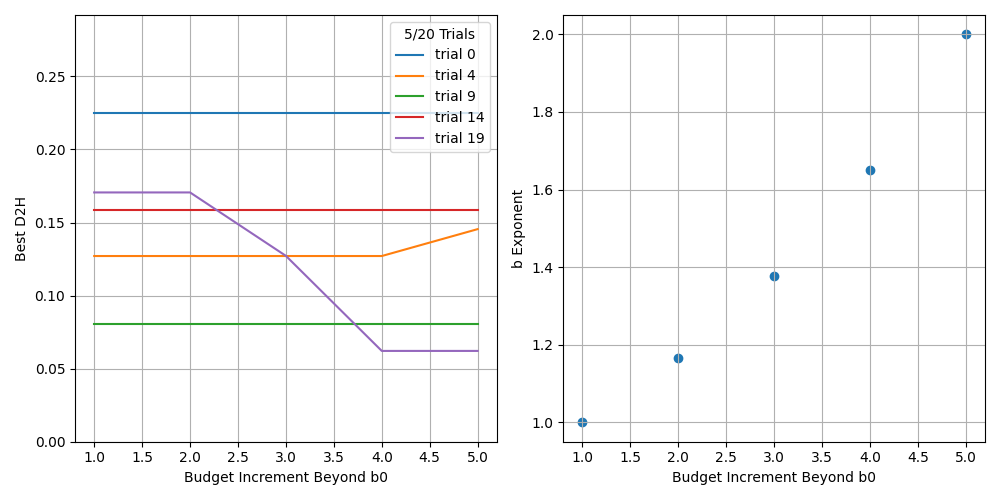 5/20 Trials
trial 0
trial 4
trial 9
trial 14
trial 19
Best D2H
0.25
0.20
0.15
0.10
0.05
0.00
1.0 1.5 2.0 2.5 3.0 3.5 4.0 4.5 5.0
Budget Increment Beyond b0
b Exponent
2.0
1.8
1.6
1.4
1.2
1.0
1.0 1.5 2.0 2.5 3.0 3.5 4.0 4.5 5.0
Budget Increment Beyond b0